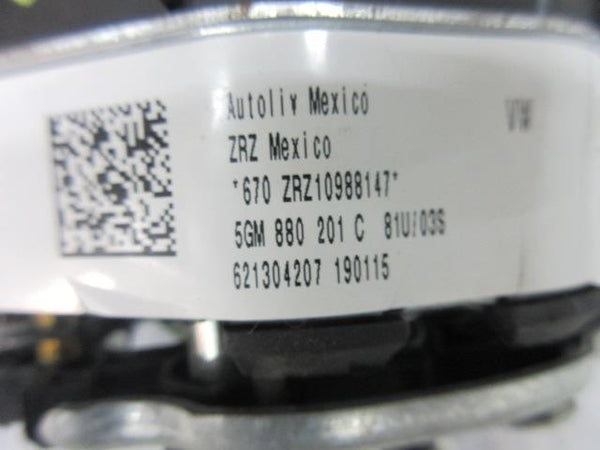 Autoliv Mexico
VW
ZRZ Mexico
*670 ZRZ10988147*
5GM 880 201 C 81U/03S
621304207 190115